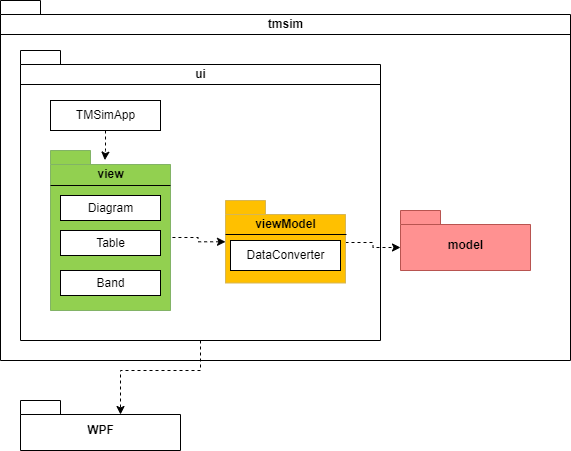 tmsim
ui
TMSimApp
view
Diagram
Table
Band
viewModel
DataConverter
model
WPF